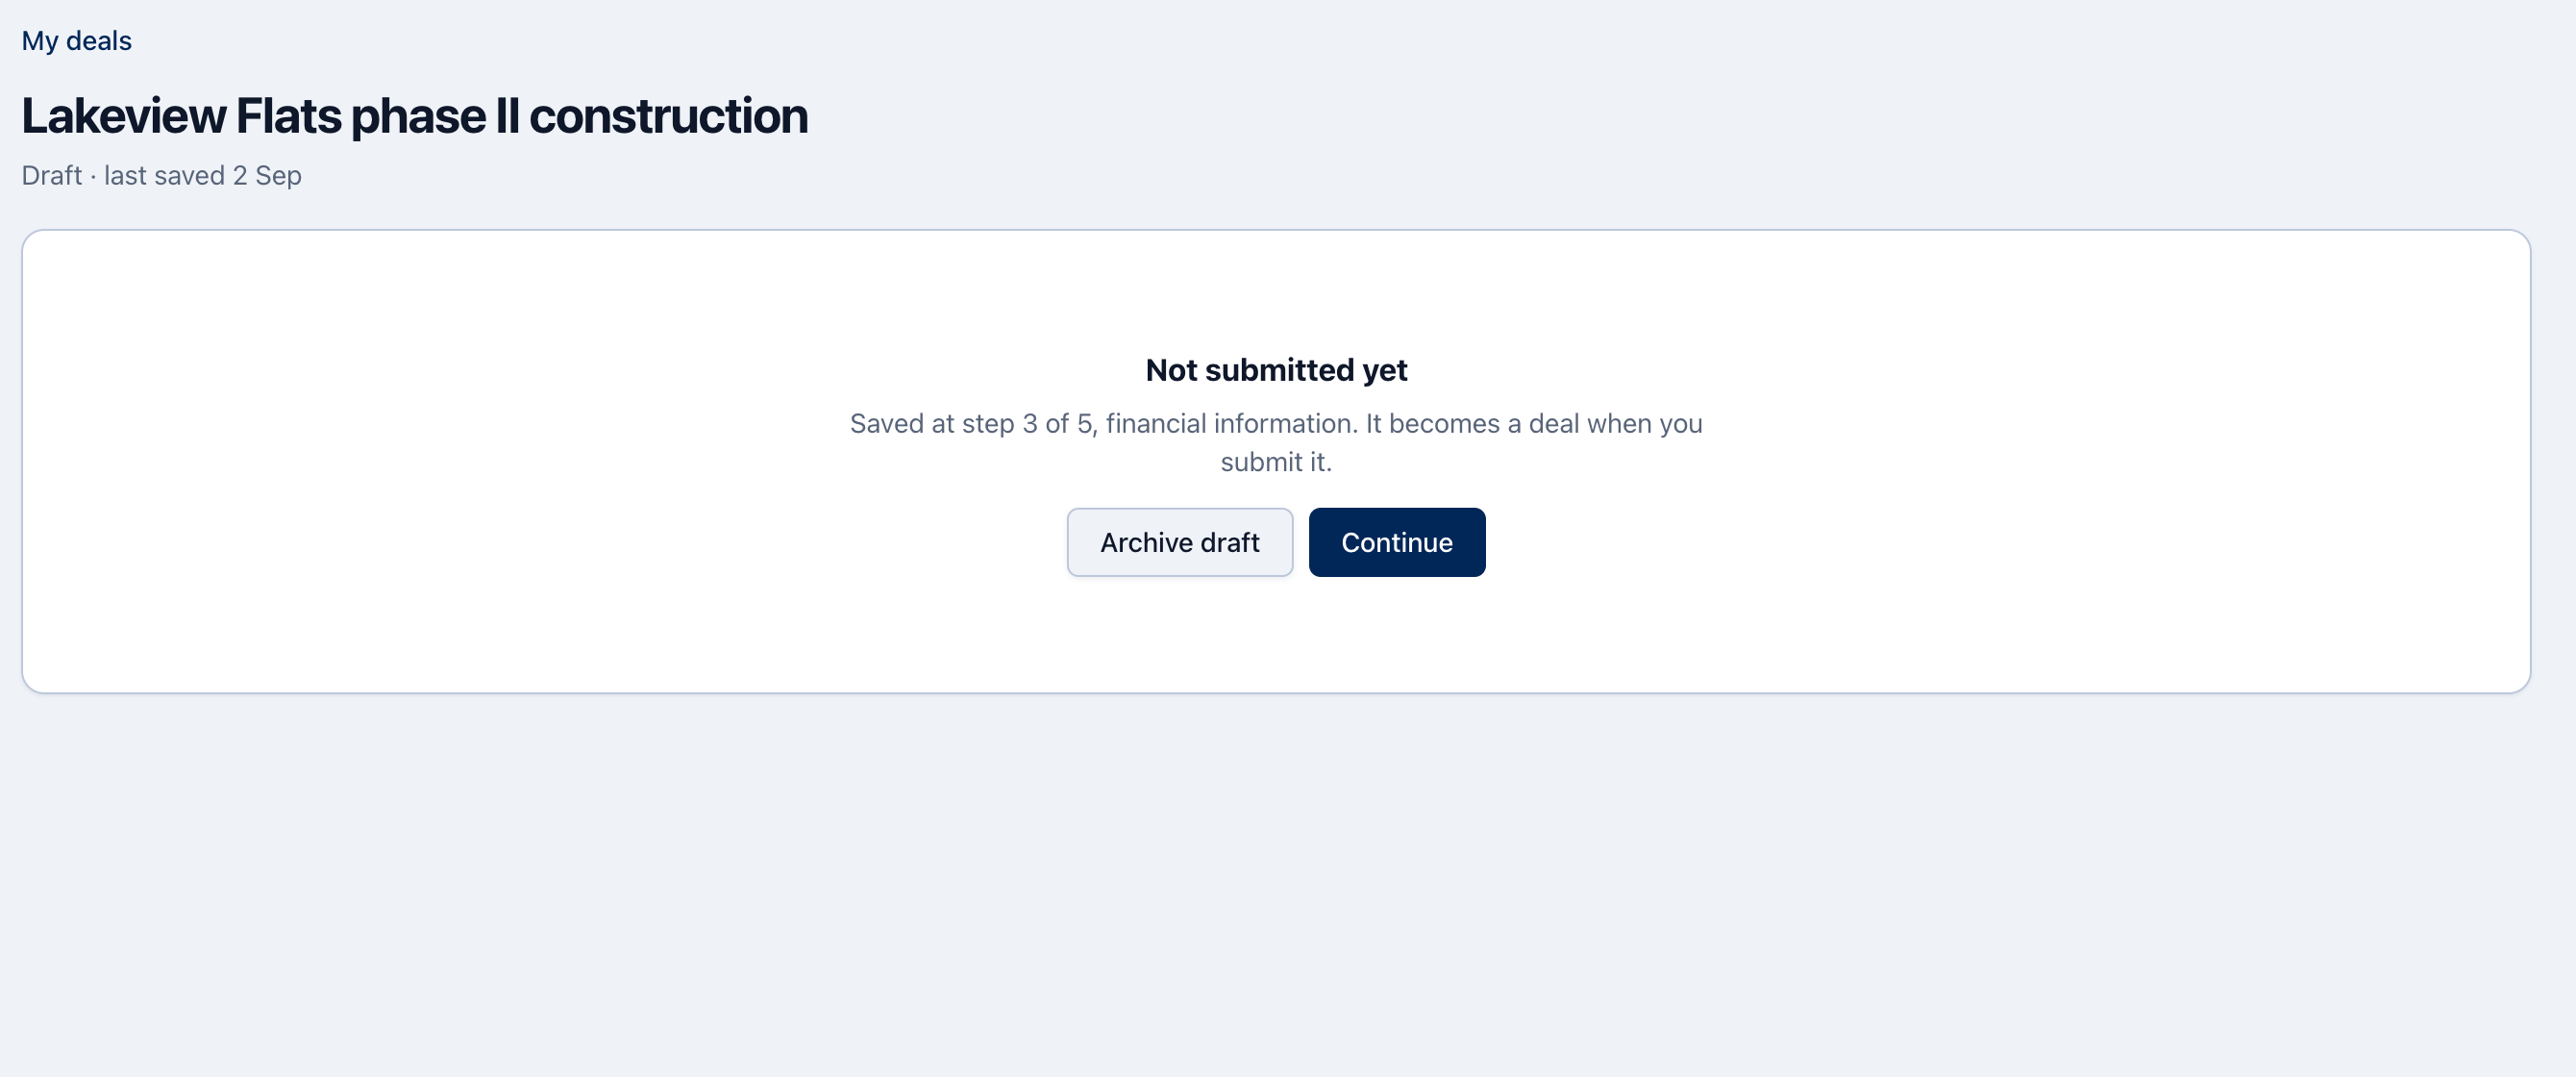 My deals
Lakeview Flats phase II construction
Draft · last saved 2 Sep
Not submitted yet
Saved at step 3 of 5, financial information. It becomes a deal when you
submit it.
Archive draft
Continue